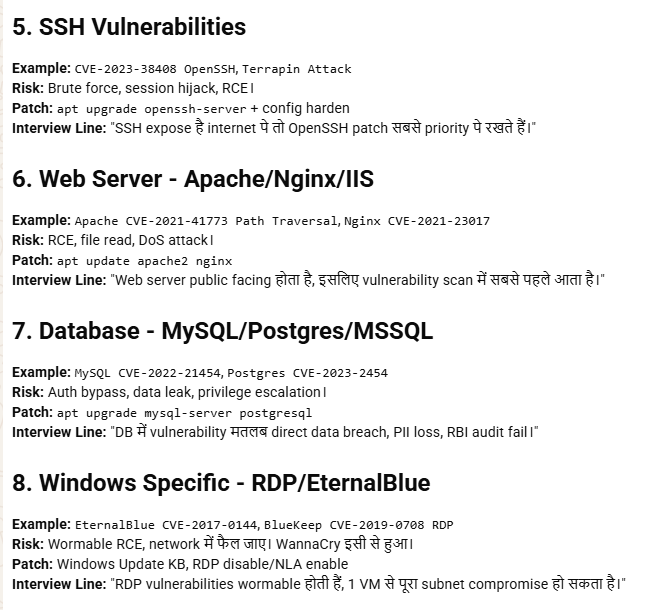 5. SSH Vulnerabilities
Example: CVE-2023-38408 OpenSSH, Terrapin Attack
Risk: Brute force, session hijack, RCE।
Patch: apt upgrade openssh-server + config harden
Interview Line: "SSH expose है internet पे तो OpenSSH patch सबसे priority पे रखते हैं।"
6. Web Server - Apache/Nginx/IIS
Example: Apache CVE-2021-41773 Path Traversal, Nginx CVE-2021-23017
Risk: RCE, file read, DoS attack।
Patch: apt update apache2 nginx
Interview Line: "Web server public facing होता है, इसलिए vulnerability scan में सबसे पहले आता है।"
7. Database - MySQL/Postgres/MSSQL
Example: MySQL CVE-2022-21454, Postgres CVE-2023-2454
Risk: Auth bypass, data leak, privilege escalation।
Patch: apt upgrade mysql-server postgresql
Interview Line: "DB में vulnerability मतलब direct data breach, PII loss, RBI audit fail।"
8. Windows Specific - RDP/EternalBlue
Example: EternalBlue CVE-2017-0144, BlueKeep CVE-2019-0708 RDP
Risk: Wormable RCE, network में फैल जाए। WannaCry इसी से हुआ।
Patch: Windows Update KB, RDP disable/NLA enable
Interview Line: "RDP vulnerabilities wormable होती हैं, 1 VM से पूरा subnet compromise हो सकता है।"